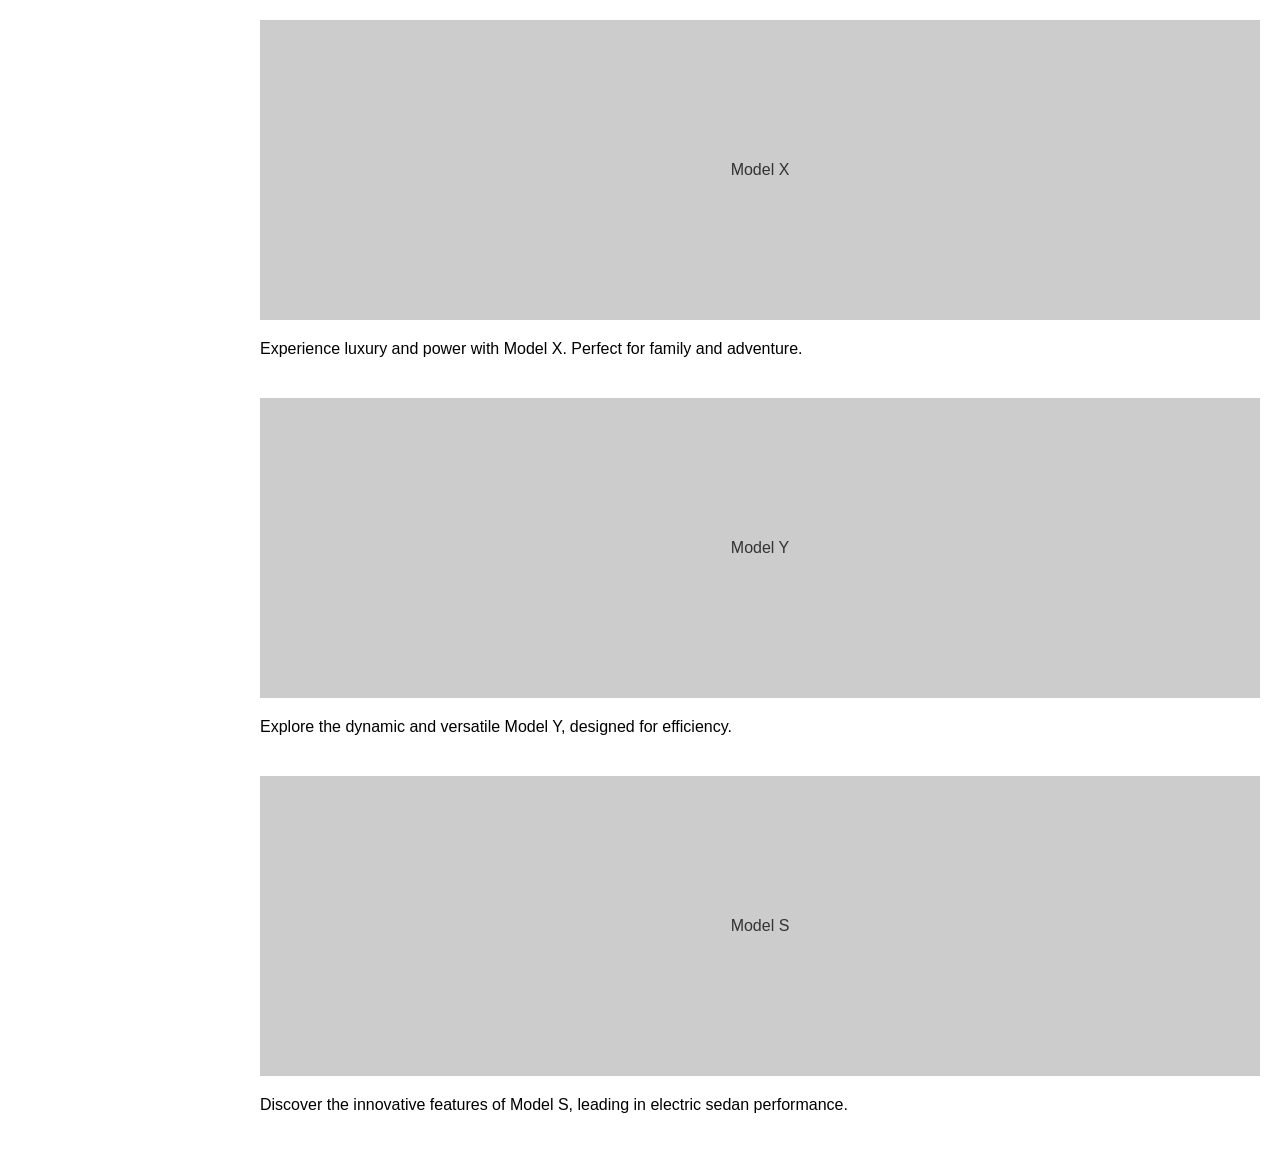 Model X
Experience luxury and power with Model X. Perfect for family and adventure.
Model Y
Explore the dynamic and versatile Model Y, designed for efficiency.
Model S
Discover the innovative features of Model S, leading in electric sedan performance.